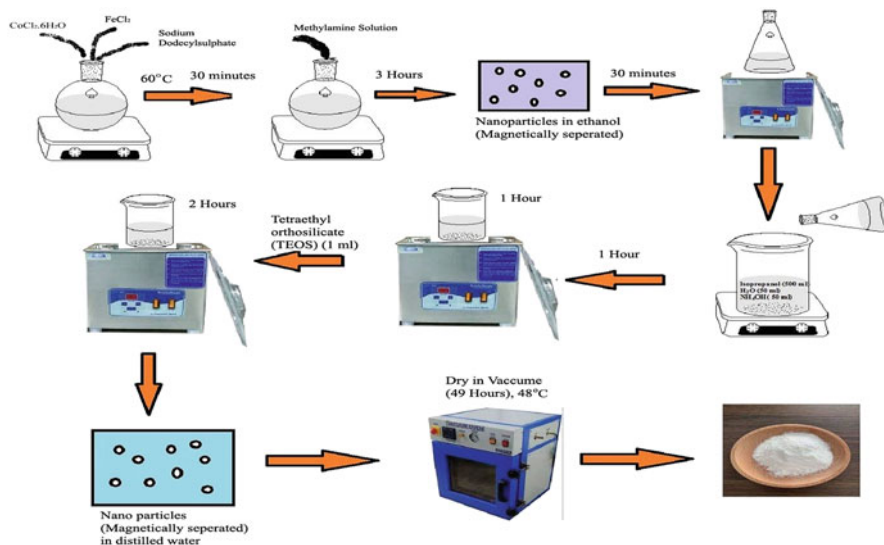 CoCl₂.6H₂O
FeCl₂
Sodium
Dodecylsulphate
60°C
30 minutes
Methylamine Solution
3 Hours
Nanoparticles in ethanol
(Magnetically seperated)
30 minutes
2 Hours
Tetraethyl
orthosilicate
(TEOS) (1 ml)
1 Hour
1 Hour
Isopropanol (500 ml)
H₂O (50 ml)
NH₄OH ( 50 ml)
Nano particles
(Magnetically seperated)
in distilled water
Dry in Vaccume
(49 Hours), 48°C